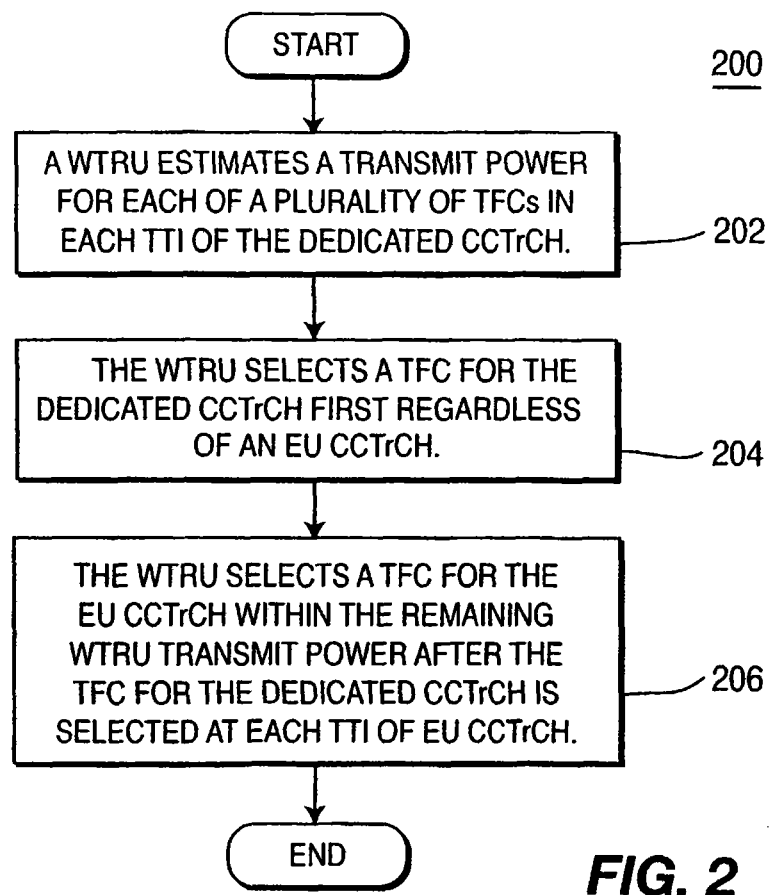 START
200
A WTRU ESTIMATES A TRANSMIT POWER
FOR EACH OF A PLURALITY OF TFCs IN
EACH TTI OF THE DEDICATED CCTrCH.
202
THE WTRU SELECTS A TFC FOR THE
DEDICATED CCTrCH FIRST REGARDLESS
OF AN EU CCTrCH.
204
THE WTRU SELECTS A TFC FOR THE
EU CCTrCH WITHIN THE REMAINING
WTRU TRANSMIT POWER AFTER THE
TFC FOR THE DEDICATED CCTrCH IS
SELECTED AT EACH TTI OF EU CCTrCH.
206
END
FIG. 2